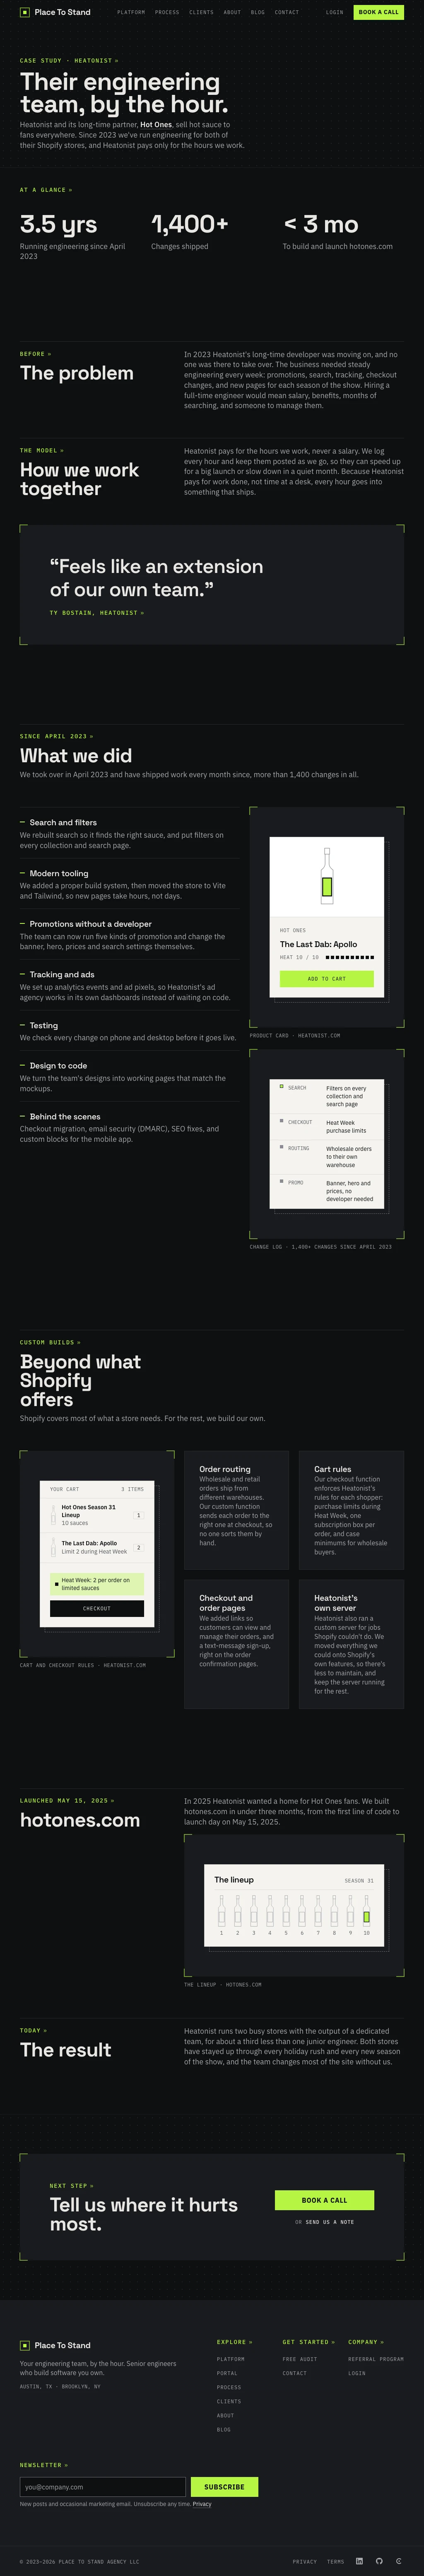 Place To Stand
PLATFORM PROCESS CLIENTS ABOUT BLOG CONTACT LOGIN BOOK A CALL
CASE STUDY · HEATONIST »
Their engineering
team, by the hour.
Heatonist and its long-time partner, Hot Ones, sell hot sauce to
fans everywhere. Since 2023 we've run engineering for both of
their Shopify stores, and Heatonist pays only for the hours we work.
AT A GLANCE »
3.5 yrs
Running engineering since April
2023
1,400+
Changes shipped
< 3 mo
To build and launch hotones.com
BEFORE »
The problem
In 2023 Heatonist's long-time developer was moving on, and no
one was there to take over. The business needed steady
engineering every week: promotions, search, tracking, checkout
changes, and new pages for each season of the show. Hiring a
full-time engineer would mean salary, benefits, months of
searching, and someone to manage them.
THE MODEL »
How we work
together
Heatonist pays for the hours we work, never a salary. We log
every hour and keep them posted as we go, so they can speed up
for a big launch or slow down in a quiet month. Because Heatonist
pays for work done, not time at a desk, every hour goes into
something that ships.
“Feels like an extension
of our own team.”
TY BOSTAIN, HEATONIST »
SINCE APRIL 2023 »
What we did
We took over in April 2023 and have shipped work every month since, more than 1,400 changes in all.
Search and filters
We rebuilt search so it finds the right sauce, and put filters on
every collection and search page.
Modern tooling
We added a proper build system, then moved the store to Vite
and Tailwind, so new pages take hours, not days.
Promotions without a developer
The team can now run five kinds of promotion and change the
banner, hero, prices and search settings themselves.
Tracking and ads
We set up analytics events and ad pixels, so Heatonist's ad
agency works in its own dashboards instead of waiting on code.
Testing
We check every change on phone and desktop before it goes live.
Design to code
We turn the team's designs into working pages that match the
mockups.
Behind the scenes
Checkout migration, email security (DMARC), SEO fixes, and
custom blocks for the mobile app.
HOT ONES
The Last Dab: Apollo
HEAT 10 / 10
ADD TO CART
PRODUCT CARD · HEATONIST.COM
SEARCH
Filters on every
collection and
search page
CHECKOUT
Heat Week
purchase limits
ROUTING
Wholesale orders
to their own
warehouse
PROMO
Banner, hero and
prices, no
developer needed
CHANGE LOG · 1,400+ CHANGES SINCE APRIL 2023
CUSTOM BUILDS »
Beyond what
Shopify
offers
Shopify covers most of what a store needs. For the rest, we build our own.
YOUR CART 3 ITEMS
Hot Ones Season 31
Lineup
10 sauces
1
The Last Dab: Apollo
Limit 2 during Heat Week
2
Heat Week: 2 per order on
limited sauces
CHECKOUT
CART AND CHECKOUT RULES · HEATONIST.COM
Order routing
Wholesale and retail
orders ship from
different warehouses.
Our custom function
sends each order to the
right one at checkout, so
no one sorts them by
hand.
Cart rules
Our checkout function
enforces Heatonist's
rules for each shopper:
purchase limits during
Heat Week, one
subscription box per
order, and case
minimums for wholesale
buyers.
Checkout and
order pages
We added links so
customers can view and
manage their orders, and
a text-message sign-up,
right on the order
confirmation pages.
Heatonist's
own server
Heatonist also ran a
custom server for jobs
Shopify couldn't do. We
moved everything we
could onto Shopify's
own features, so there's
less to maintain, and
keep the server running
for the rest.
LAUNCHED MAY 15, 2025 »
hotones.com
In 2025 Heatonist wanted a home for Hot Ones fans. We built
hotones.com in under three months, from the first line of code to
launch day on May 15, 2025.
The lineup SEASON 31
1 2 3 4 5 6 7 8 9 10
THE LINEUP · HOTONES.COM
TODAY »
The result
Heatonist runs two busy stores with the output of a dedicated
team, for about a third less than one junior engineer. Both stores
have stayed up through every holiday rush and every new season
of the show, and the team changes most of the site without us.
NEXT STEP »
Tell us where it hurts
most.
BOOK A CALL
OR SEND US A NOTE
Place To Stand
Your engineering team, by the hour. Senior engineers
who build software you own.
AUSTIN, TX · BROOKLYN, NY
EXPLORE »
PLATFORM
PORTAL
PROCESS
CLIENTS
ABOUT
BLOG
GET STARTED »
FREE AUDIT
CONTACT
COMPANY »
REFERRAL PROGRAM
LOGIN
NEWSLETTER »
you@company.com
SUBSCRIBE
New posts and occasional marketing email. Unsubscribe any time. Privacy
© 2023–2026 PLACE TO STAND AGENCY LLC
PRIVACY TERMS